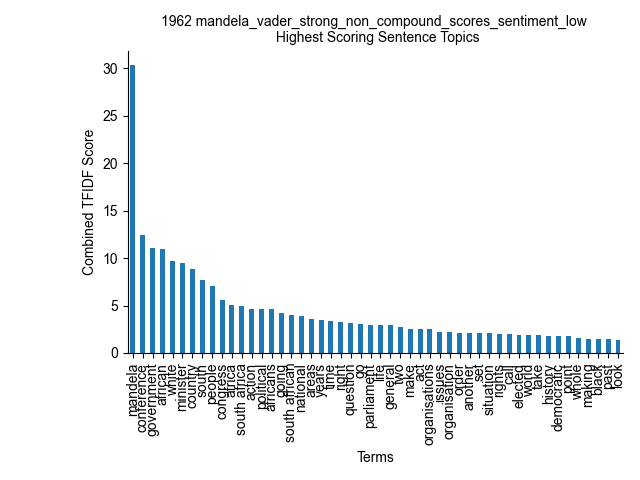 1962 mandela_vader_strong_non_compound_scores_sentiment_low
Highest Scoring Sentence Topics
Combined TFIDF Score
30
25
20
15
10
5
0
mandela
conference
government
african
white
minister
country
south
people
congress
africa
south africa
action
political
africans
going
south african
national
areas
years
time
right
question
go
parliament
life
general
two
make
act
organisations
issues
organisation
order
another
set
situation
rights
call
elected
world
take
history
democratic
point
whole
making
black
past
look
Terms